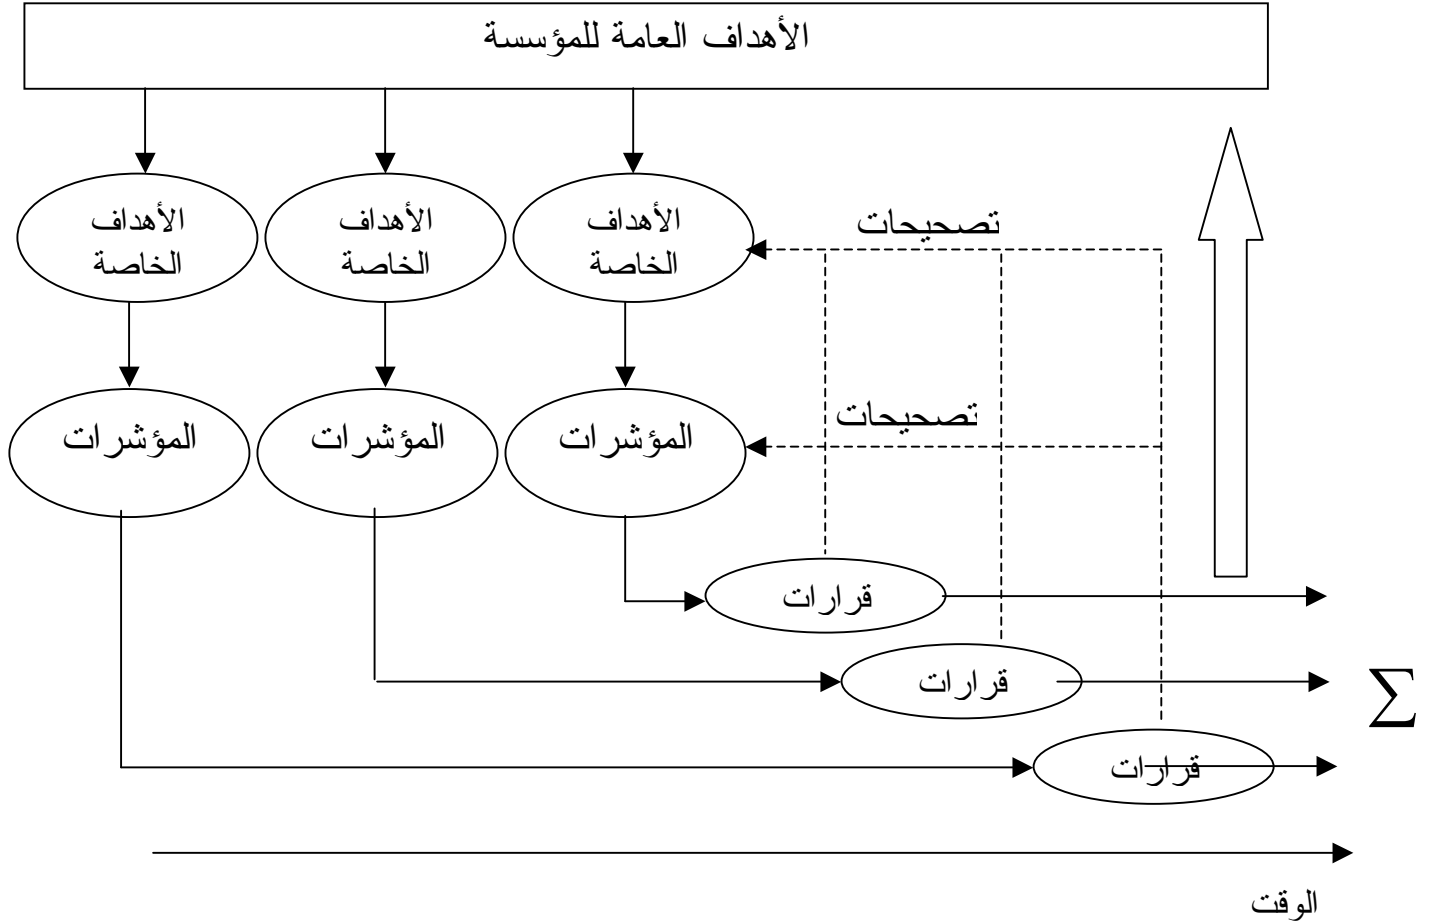 الأهداف العامة للمؤسسة
الأهداف
الخاصة
الأهداف
الخاصة
الأهداف
الخاصة
تصحيحات
المؤشرات
المؤشرات
المؤشرات
تصحيحات
قرارات
قرارات
∑
قرارات
الوقت